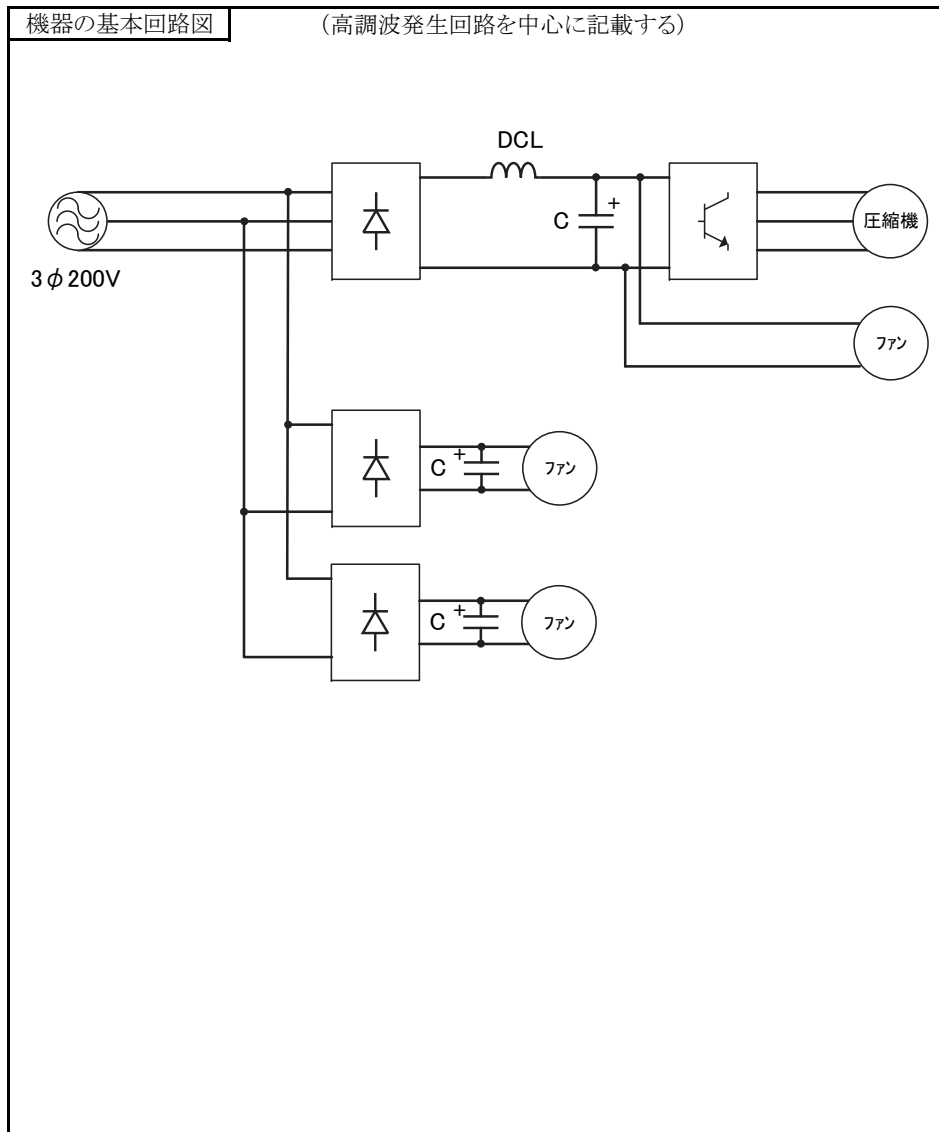 機器の基本回路図
(高調波発生回路を中心に記載する)
DCL
C
+
圧縮機
3φ200V
ファン
C
+
ファン
C
+
ファン